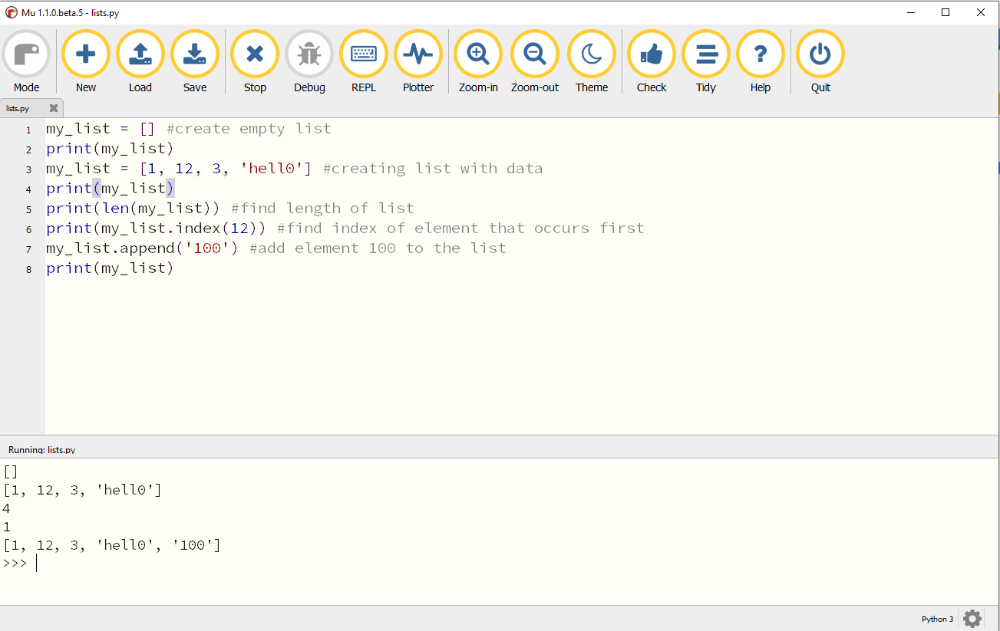 Mu 1.1.0.beta.5 - lists.py
Mode New Load Save Stop Debug REPL Plotter Zoom-in Zoom-out Theme Check Tidy Help Quit
lists.py
1 my_list = [] #create empty list
2 print(my_list)
3 my_list = [1, 12, 3, 'hell0'] #creating list with data
4 print(my_list)
5 print(len(my_list)) #find length of list
6 print(my_list.index(12)) #find index of element that occurs first
7 my_list.append('100') #add element 100 to the list
8 print(my_list)
Running: lists.py
[]
[1, 12, 3, 'hell0']
4
1
[1, 12, 3, 'hell0', '100']
>>>
Python 3